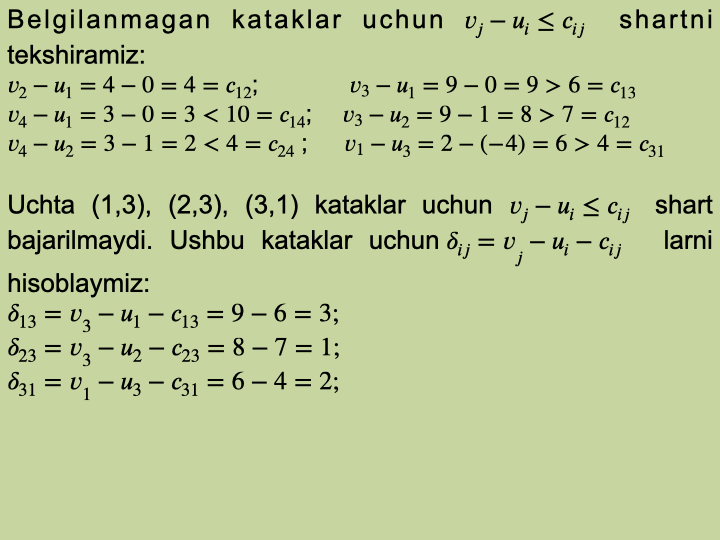 Belgilanmagan kataklar uchun $v_j - u_i \le c_{ij}$ shartni
tekshiramiz:
$v_2 - u_1 = 4 - 0 = 4 = c_{12}$; $v_3 - u_1 = 9 - 0 = 9 > 6 = c_{13}$
$v_4 - u_1 = 3 - 0 = 3 < 10 = c_{14}$; $v_3 - u_2 = 9 - 1 = 8 > 7 = c_{12}$
$v_4 - u_2 = 3 - 1 = 2 < 4 = c_{24}$ ; $v_1 - u_3 = 2 - (-4) = 6 > 4 = c_{31}$
Uchta (1,3), (2,3), (3,1) kataklar uchun $v_j - u_i \le c_{ij}$ shart
bajarilmaydi. Ushbu kataklar uchun $\delta_{ij} = v_j - u_i - c_{ij}$ larni
hisoblaymiz:
$\delta_{13} = v_3 - u_1 - c_{13} = 9 - 6 = 3;$
$\delta_{23} = v_3 - u_2 - c_{23} = 8 - 7 = 1;$
$\delta_{31} = v_1 - u_3 - c_{31} = 6 - 4 = 2;$